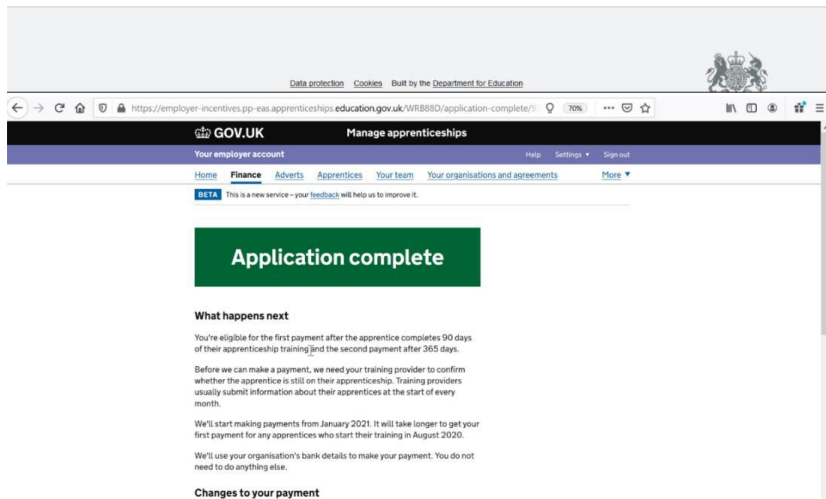 Data protection Cookies Built by the Department for Education
https://employer-incentives.pp-eas.apprenticeships.education.gov.uk/WRB88D/application-complete/9 70%
GOV.UK Manage apprenticeships
Your employer account Help Settings Sign out
Home Finance Adverts Apprentices Your team Your organisations and agreements More
BETA This is a new service – your feedback will help us to improve it.
Application complete
What happens next
You're eligible for the first payment after the apprentice completes 90 days
of their apprenticeship training and the second payment after 365 days.
Before we can make a payment, we need your training provider to confirm
whether the apprentice is still on their apprenticeship. Training providers
usually submit information about their apprentices at the start of every
month.
We'll start making payments from January 2021. It will take longer to get your
first payment for any apprentices who start their training in August 2020.
We'll use your organisation's bank details to make your payment. You do not
need to do anything else.
Changes to your payment